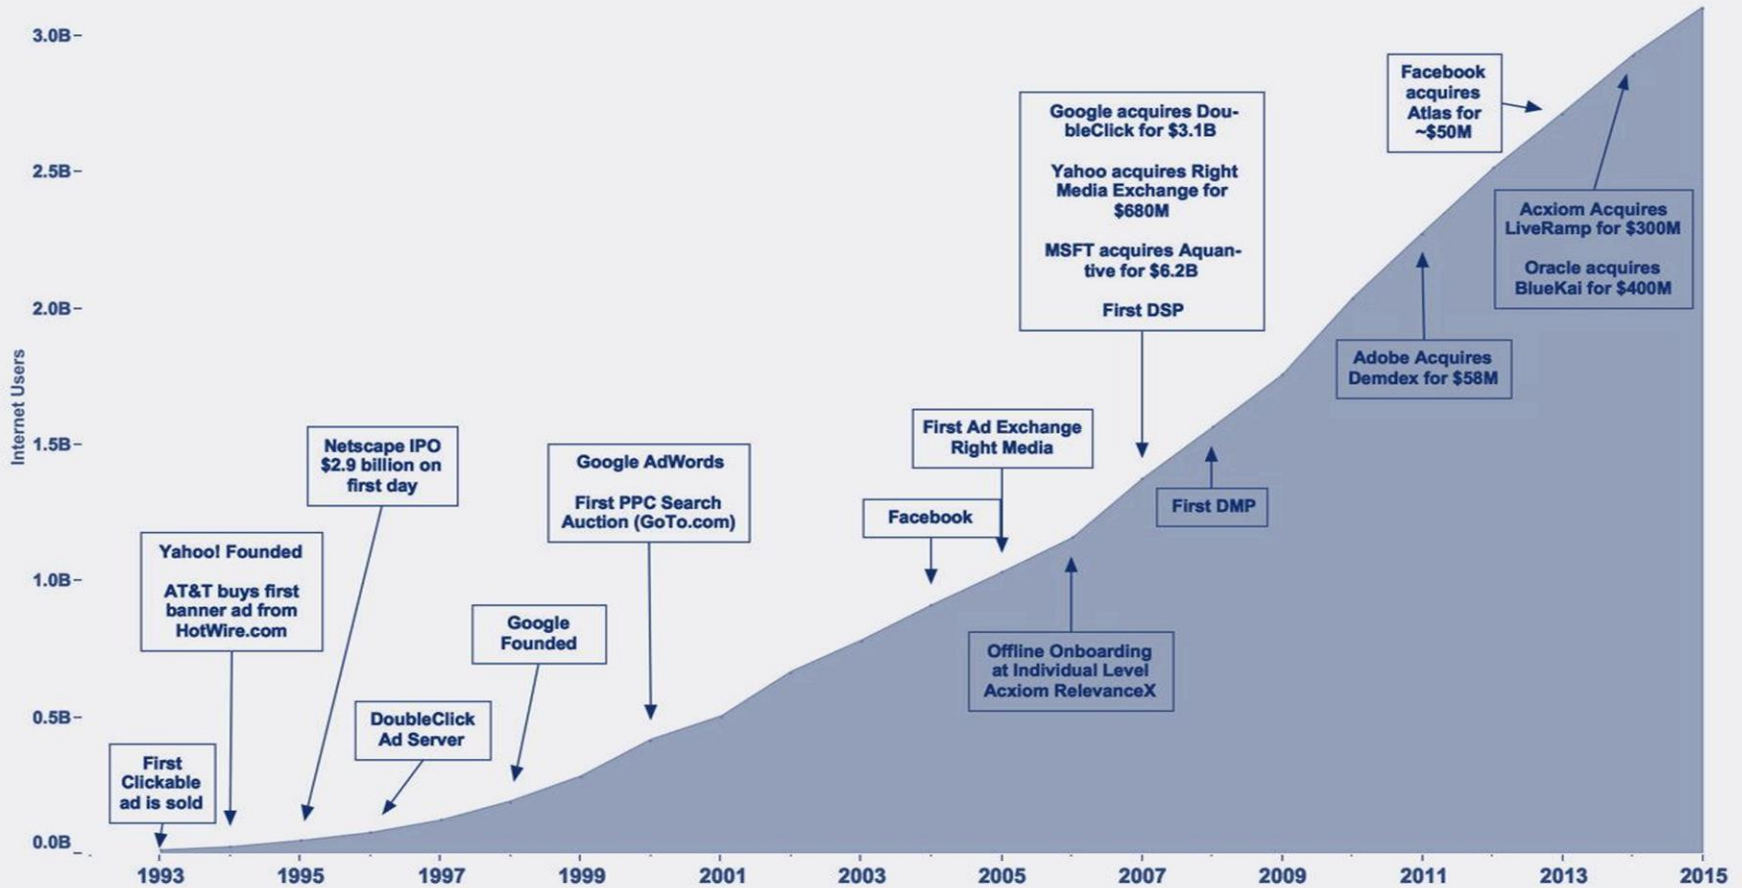 3.0B
2.5B
2.0B
1.5B
1.0B
0.5B
0.0B
Internet Users
First
Clickable
ad is sold
Yahoo! Founded
AT&T buys first
banner ad from
HotWire.com
Netscape IPO
$2.9 billion on
first day
DoubleClick
Ad Server
Google
Founded
Google AdWords
First PPC Search
Auction (GoTo.com)
Facebook
First Ad Exchange
Right Media
Offline Onboarding
at Individual Level
Acxiom RelevanceX
Google acquires Dou-
bleClick for $3.1B
Yahoo acquires Right
Media Exchange for
$680M
MSFT acquires Aquan-
tive for $6.2B
First DSP
First DMP
Adobe Acquires
Demdex for $58M
Facebook
acquires
Atlas for
~$50M
Acxiom Acquires
LiveRamp for $300M
Oracle acquires
BlueKai for $400M
1993
1995
1997
1999
2001
2003
2005
2007
2009
2011
2013
2015